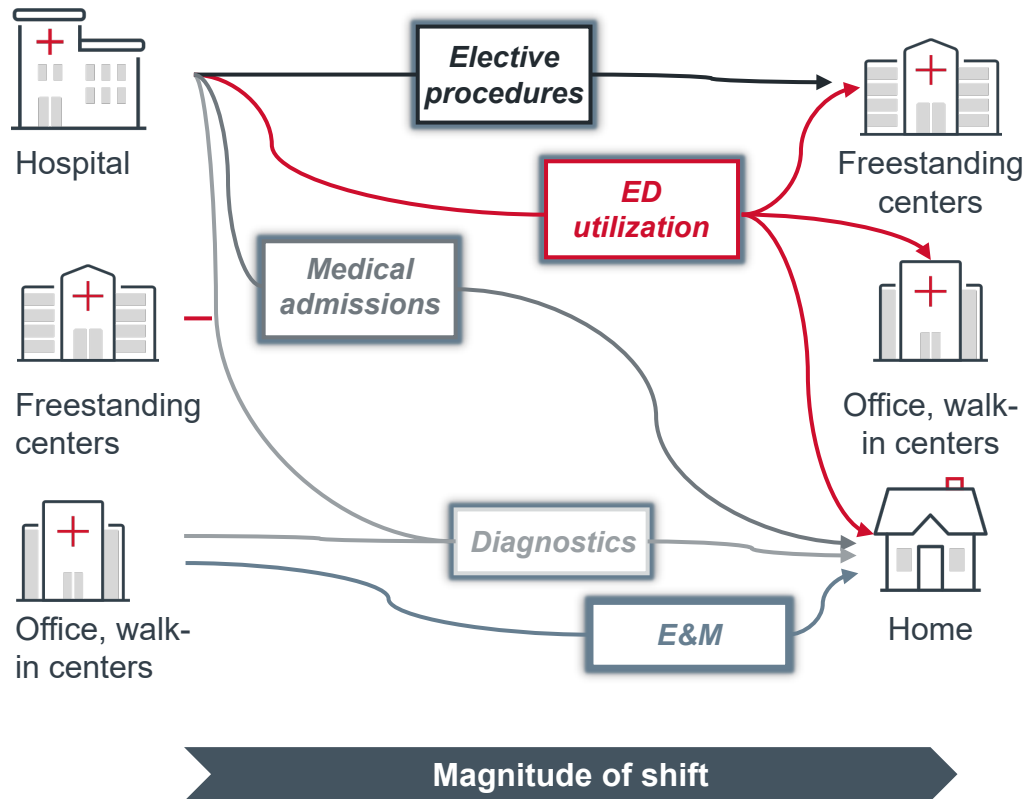 Hospital
Elective
procedures
Freestanding
centers
ED
utilization
Medical
admissions
Freestanding
centers
Office, walk-
in centers
Diagnostics
Office, walk-
in centers
E&M
Home
Magnitude of shift